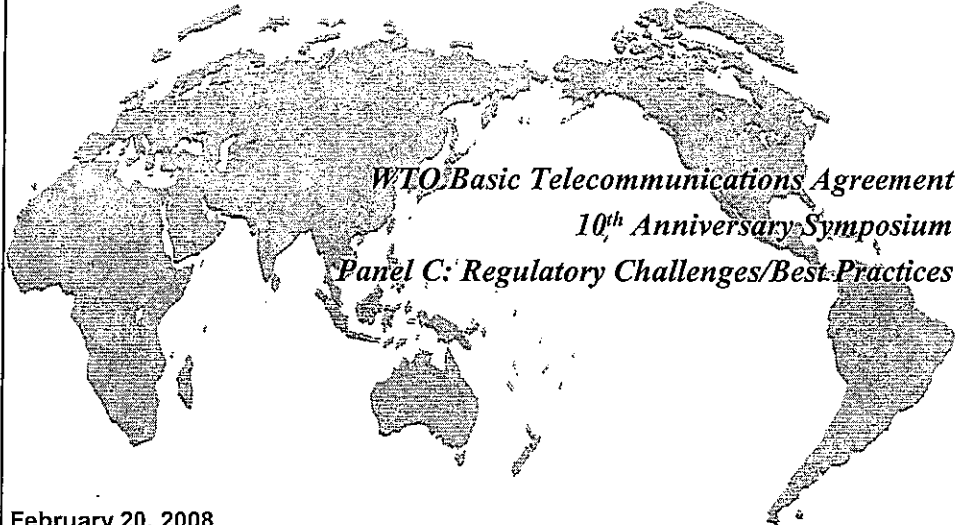 WTO Basic Telecommunications Agreement
10th Anniversary Symposium
Panel C: Regulatory Challenges/Best Practices
February 20, 2008